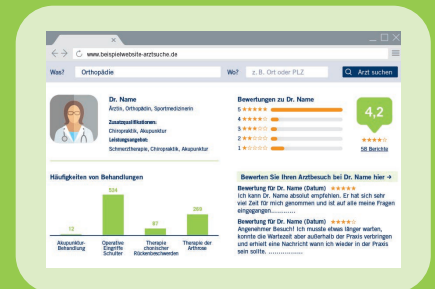 www.beispielwebsite-arztsuche.de
Was? Orthopädie Wo? z. B. Ort oder PLZ Arzt suchen
Dr. Name
Ärztin, Orthopädin, Sportmedizinerin
Zusatzqualifikationen:
Chiropraktik, Akupunktur
Leistungsangebot:
Schmerztherapie, Chiropraktik, Akupunktur
Bewertungen zu Dr. Name
5 ★★★★★
4 ★★★★☆
3 ★★★☆☆
2 ★★☆☆☆
1 ★☆☆☆☆
4,2
★★★★☆
56 Berichte
Häufigkeiten von Behandlungen
12
534
67
265
Akupunktur-
Behandlung
Operative
Eingriffe
Schulter
Therapie
chronischer
Rückenbeschwerden
Therapie der
Arthrose
Bewerten Sie Ihren Arztbesuch bei Dr. Name hier →
Bewertung für Dr. Name (Datum) ★★★★★
Ich kann Dr. Name absolut empfehlen. Er hat sich sehr
viel Zeit für mich genommen und ist auf alle meine Fragen
eingegangen............
Bewertung für Dr. Name (Datum) ★★★★☆
Angenehmer Besuch! Ich musste etwas länger warten,
konnte die Wartezeit aber außerhalb der Praxis verbringen
und erhielt eine Nachricht wann ich wieder in der Praxis
sein sollte. .................